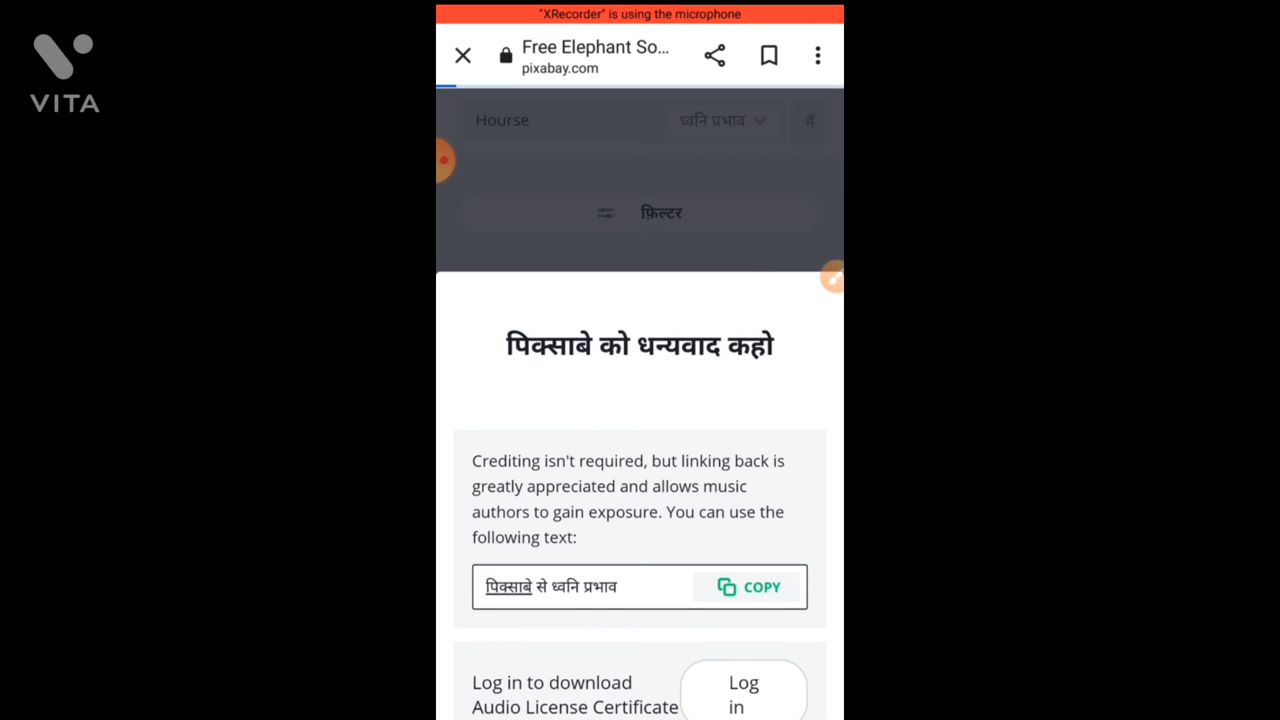 "XRecorder" is using the microphone
VITA
Free Elephant So...
pixabay.com
Hourse ध्वनि प्रभाव में
फ़िल्टर
पिक्साबे को धन्यवाद कहो
Crediting isn't required, but linking back is
greatly appreciated and allows music
authors to gain exposure. You can use the
following text:
पिक्साबे से ध्वनि प्रभाव COPY
Log in to download
Audio License Certificate
Log
in